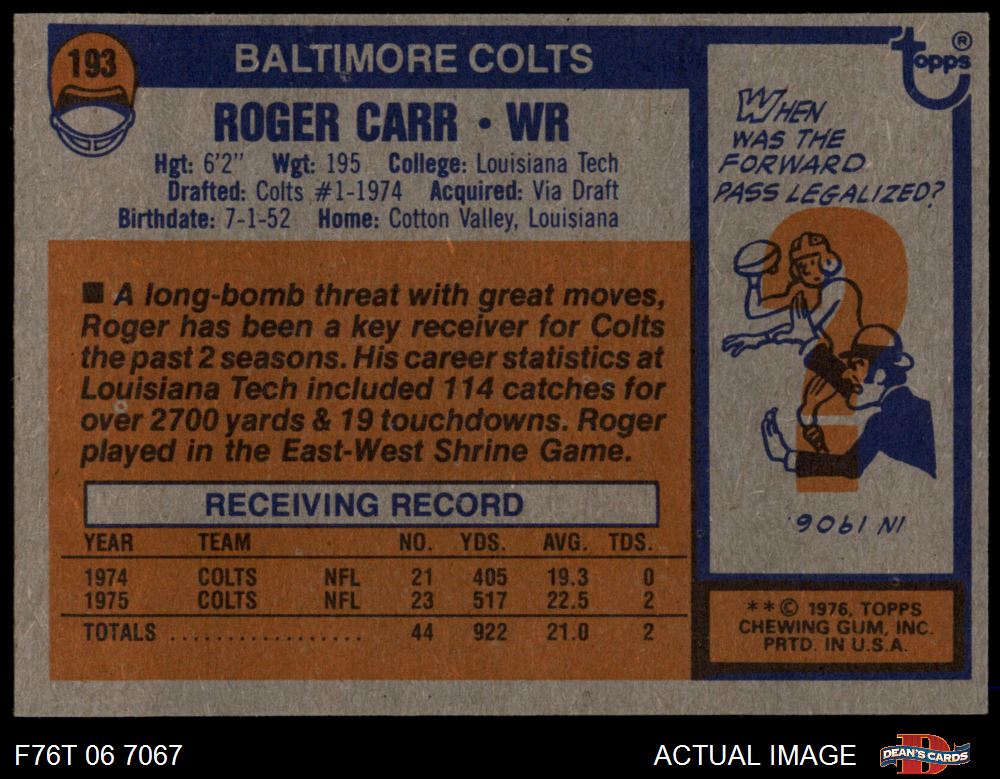 193
BALTIMORE COLTS
ROGER CARR • WR
Hgt: 6'2" Wgt: 195 College: Louisiana Tech
Drafted: Colts #1-1974 Acquired: Via Draft
Birthdate: 7-1-52 Home: Cotton Valley, Louisiana
■ A long-bomb threat with great moves,
Roger has been a key receiver for Colts
the past 2 seasons. His career statistics at
Louisiana Tech included 114 catches for
over 2700 yards & 19 touchdowns. Roger
played in the East-West Shrine Game.
RECEIVING RECORD
YEAR TEAM NO. YDS. AVG. TDS.
1974 COLTS NFL 21 405 19.3 0
1975 COLTS NFL 23 517 22.5 2
TOTALS .................. 44 922 21.0 2
topps ®
WHEN
WAS THE
FORWARD
PASS LEGALIZED?
IN 1906.
**© 1976, TOPPS
CHEWING GUM, INC.
PRTD. IN U.S.A.
F76T 06 7067
ACTUAL IMAGE
D
DEAN'S CARDS